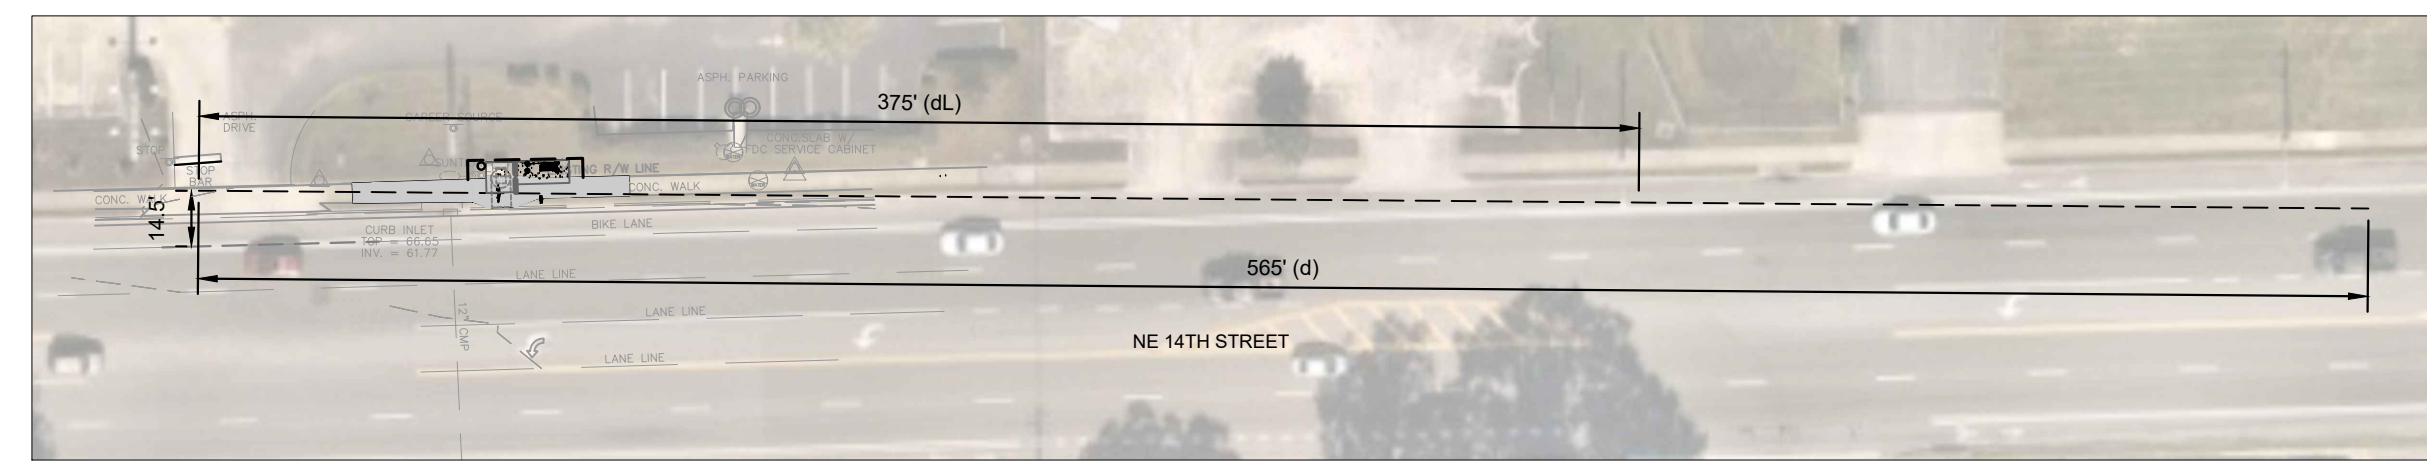 ASPH. PARKING
375' (dL)
ASPH.
DRIVE
CAREER SOURCE
CONC.SLAB W/
FDC SERVICE CABINET
STOP
STOP
BAR
R/W LINE
CONC. WALK
CONC. WALK
14.5'
BIKE LANE
CURB INLET
TOP = 66.65
INV. = 61.77
LANE LINE
565' (d)
12" CMP
LANE LINE
NE 14TH STREET
LANE LINE